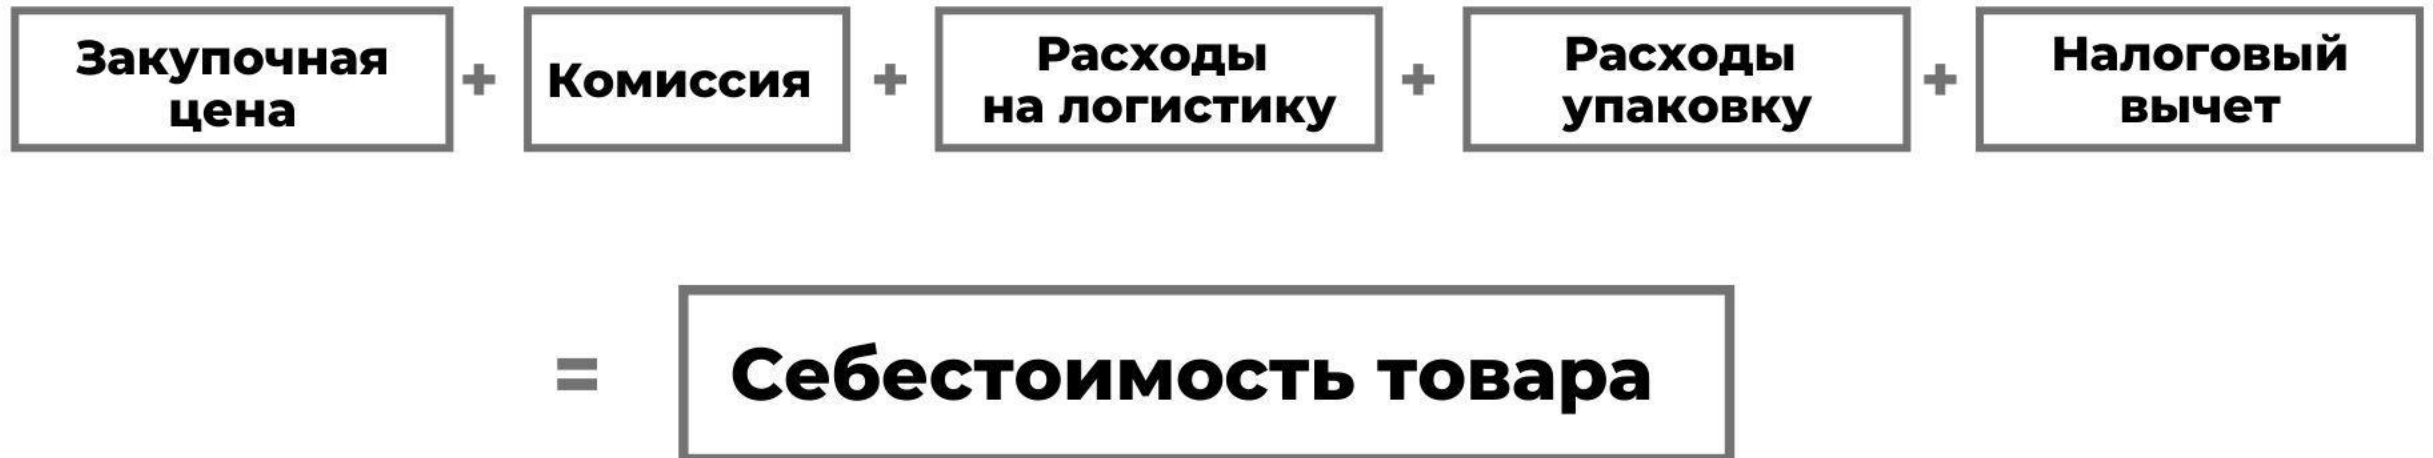 Закупочная
цена
+
Комиссия
+
Расходы
на логистику
+
Расходы
упаковку
+
Налоговый
вычет
=
Себестоимость товара